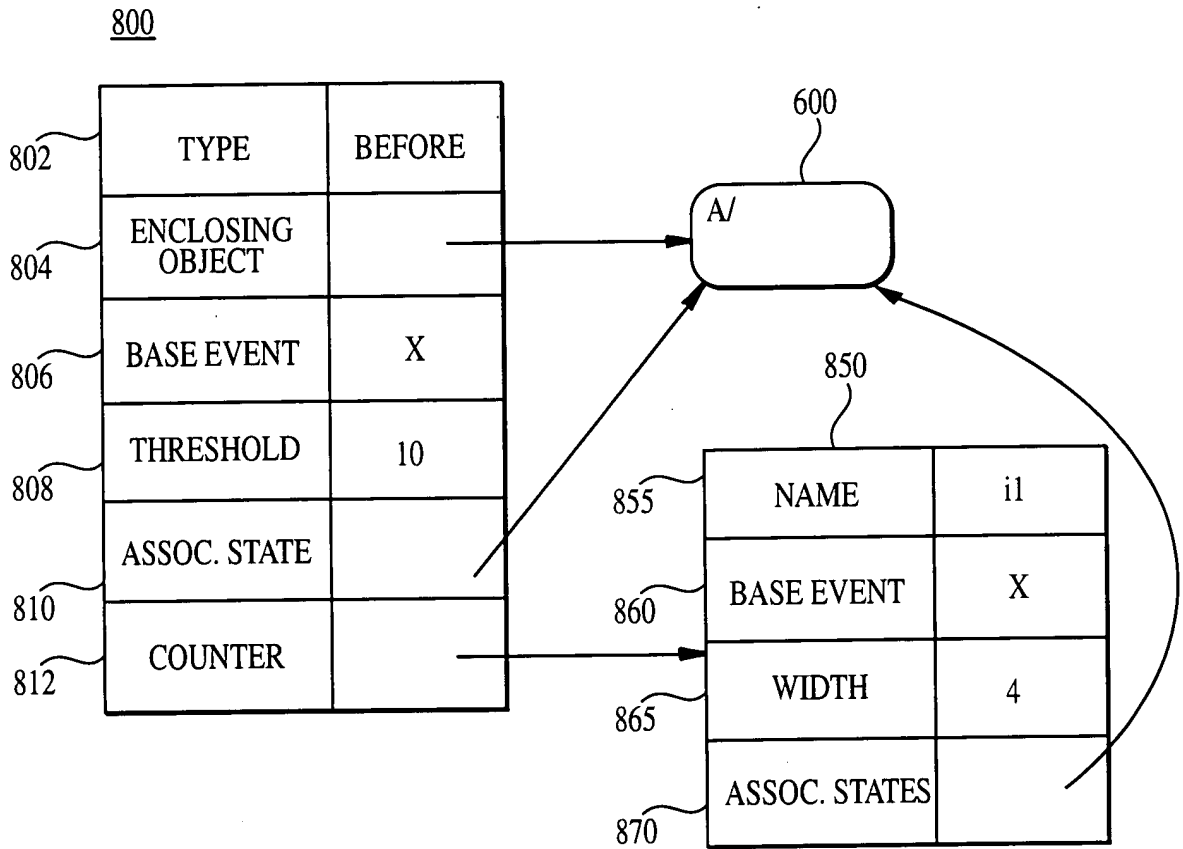 800
802
TYPE
BEFORE
804
ENCLOSING
OBJECT
806
BASE EVENT
X
808
THRESHOLD
10
810
ASSOC. STATE
812
COUNTER
600
A/
850
855
NAME
i1
860
BASE EVENT
X
865
WIDTH
4
870
ASSOC. STATES